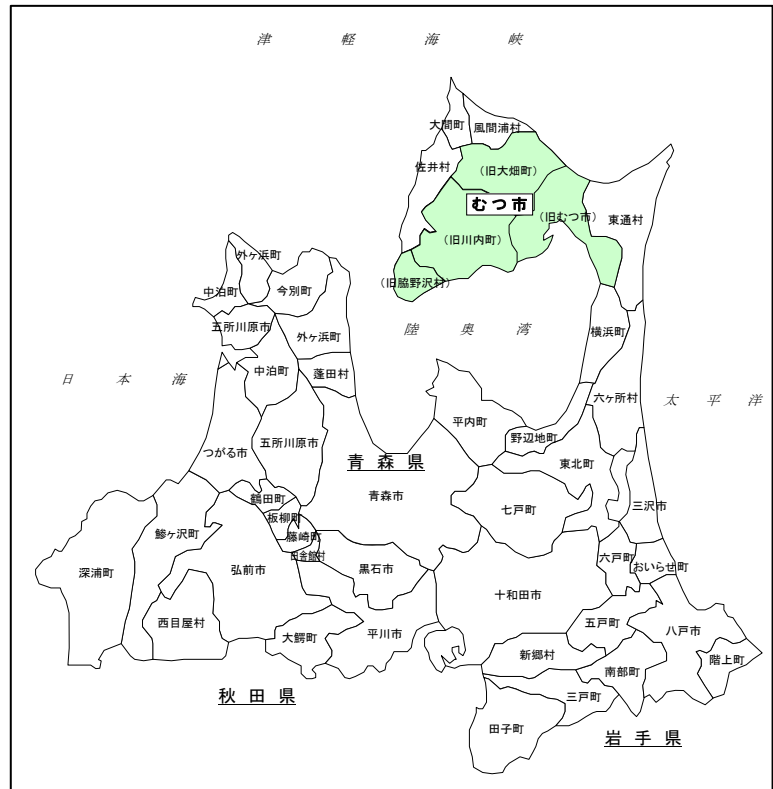 津軽海峡
大間町
風間浦村
佐井村
(旧大畑町)
むつ市
(旧むつ市)
東通村
(旧川内町)
(旧脇野沢村)
外ヶ浜町
今別町
中泊町
五所川原市
外ヶ浜町
陸奥湾
横浜町
中泊町
蓬田村
日本海
六ヶ所村
太平洋
平内町
野辺地町
つがる市
五所川原市
青森県
東北町
青森市
鶴田町
七戸町
三沢市
板柳町
藤崎町
鰺ヶ沢町
田舎館村
深浦町
弘前市
黒石市
六戸町
おいらせ町
十和田市
西目屋村
大鰐町
平川市
五戸町
八戸市
新郷村
南部町
階上町
秋田県
三戸町
田子町
岩手県